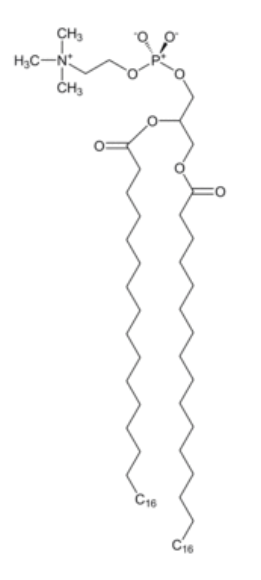 CH₃ ⁻O O⁻
H₃C N⁺ P⁺
CH₃ O O
O
O
O
O
C₁₆
C₁₆